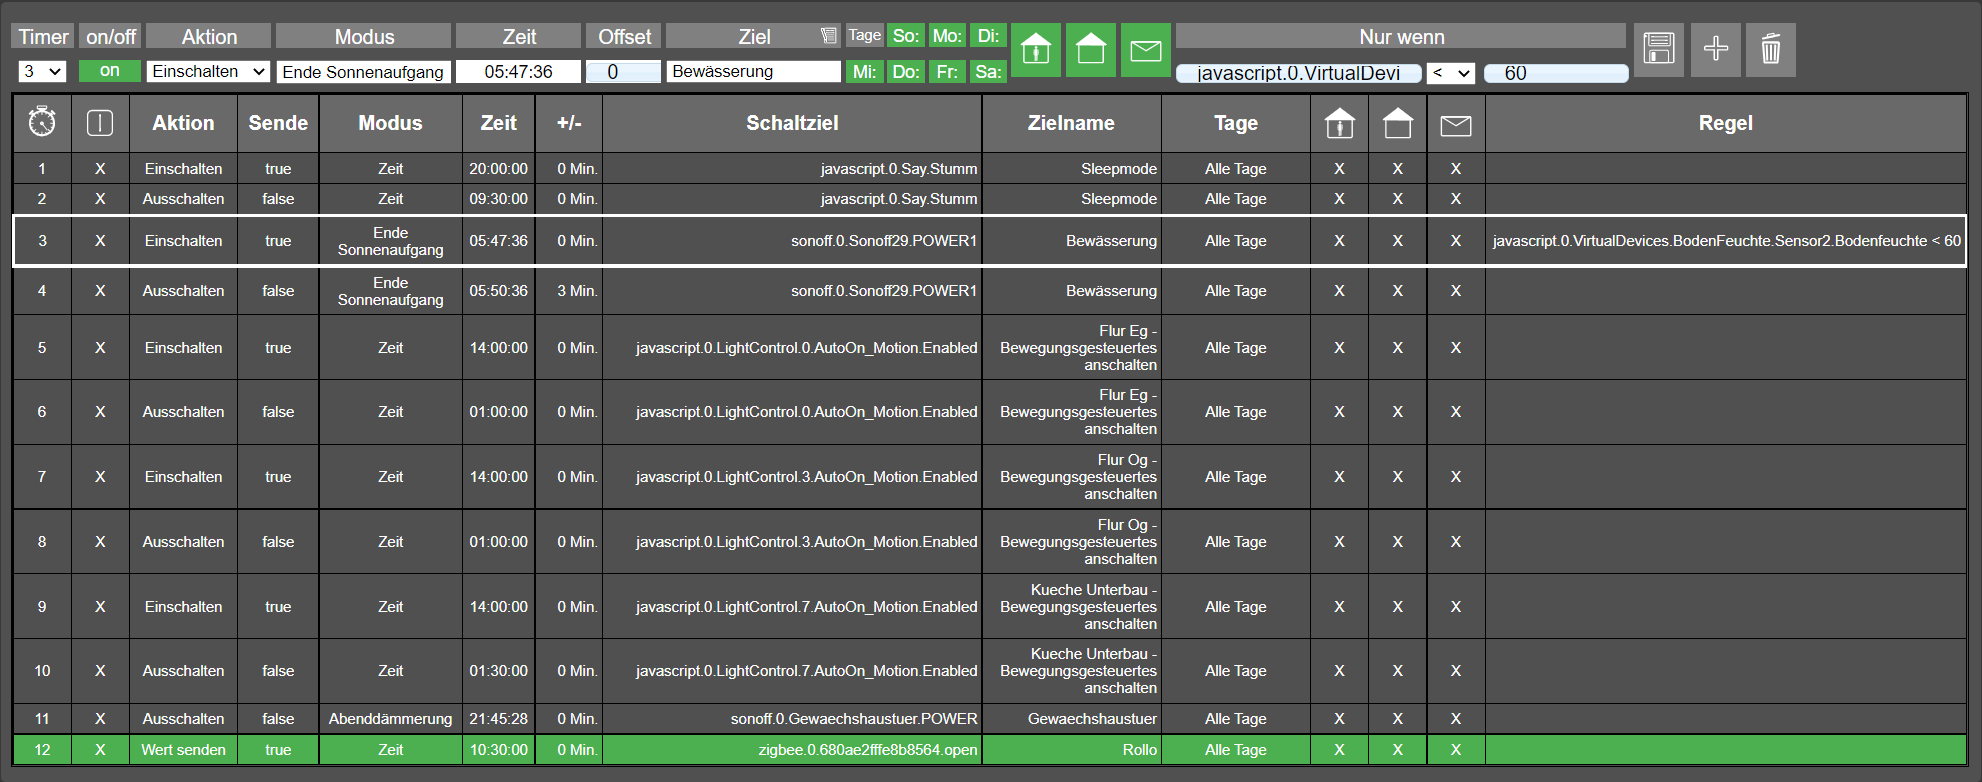 Timer on/off Aktion Modus Zeit Offset Ziel Tage So: Mo: Di: Nur wenn
3 on Einschalten Ende Sonnenaufgang 05:47:36 0 Bewässerung Mi: Do: Fr: Sa: javascript.0.VirtualDevi < 60
Aktion Sende Modus Zeit +/- Schaltziel Zielname Tage Regel
1 X Einschalten true Zeit 20:00:00 0 Min. javascript.0.Say.Stumm Sleepmode Alle Tage X X X
2 X Ausschalten false Zeit 09:30:00 0 Min. javascript.0.Say.Stumm Sleepmode Alle Tage X X X
3 X Einschalten true Ende
Sonnenaufgang 05:47:36 0 Min. sonoff.0.Sonoff29.POWER1 Bewässerung Alle Tage X X X javascript.0.VirtualDevices.BodenFeuchte.Sensor2.Bodenfeuchte < 60
4 X Ausschalten false Ende
Sonnenaufgang 05:50:36 3 Min. sonoff.0.Sonoff29.POWER1 Bewässerung Alle Tage X X X
5 X Einschalten true Zeit 14:00:00 0 Min. javascript.0.LightControl.0.AutoOn_Motion.Enabled Flur Eg -
Bewegungsgesteuertes
anschalten Alle Tage X X X
6 X Ausschalten false Zeit 01:00:00 0 Min. javascript.0.LightControl.0.AutoOn_Motion.Enabled Flur Eg -
Bewegungsgesteuertes
anschalten Alle Tage X X X
7 X Einschalten true Zeit 14:00:00 0 Min. javascript.0.LightControl.3.AutoOn_Motion.Enabled Flur Og -
Bewegungsgesteuertes
anschalten Alle Tage X X X
8 X Ausschalten false Zeit 01:00:00 0 Min. javascript.0.LightControl.3.AutoOn_Motion.Enabled Flur Og -
Bewegungsgesteuertes
anschalten Alle Tage X X X
9 X Einschalten true Zeit 14:00:00 0 Min. javascript.0.LightControl.7.AutoOn_Motion.Enabled Kueche Unterbau -
Bewegungsgesteuertes
anschalten Alle Tage X X X
10 X Ausschalten false Zeit 01:30:00 0 Min. javascript.0.LightControl.7.AutoOn_Motion.Enabled Kueche Unterbau -
Bewegungsgesteuertes
anschalten Alle Tage X X X
11 X Ausschalten false Abenddämmerung 21:45:28 0 Min. sonoff.0.Gewaechshaustuer.POWER Gewaechshaustuer Alle Tage X X X
12 X Wert senden true Zeit 10:30:00 0 Min. zigbee.0.680ae2fffe8b8564.open Rollo Alle Tage X X X